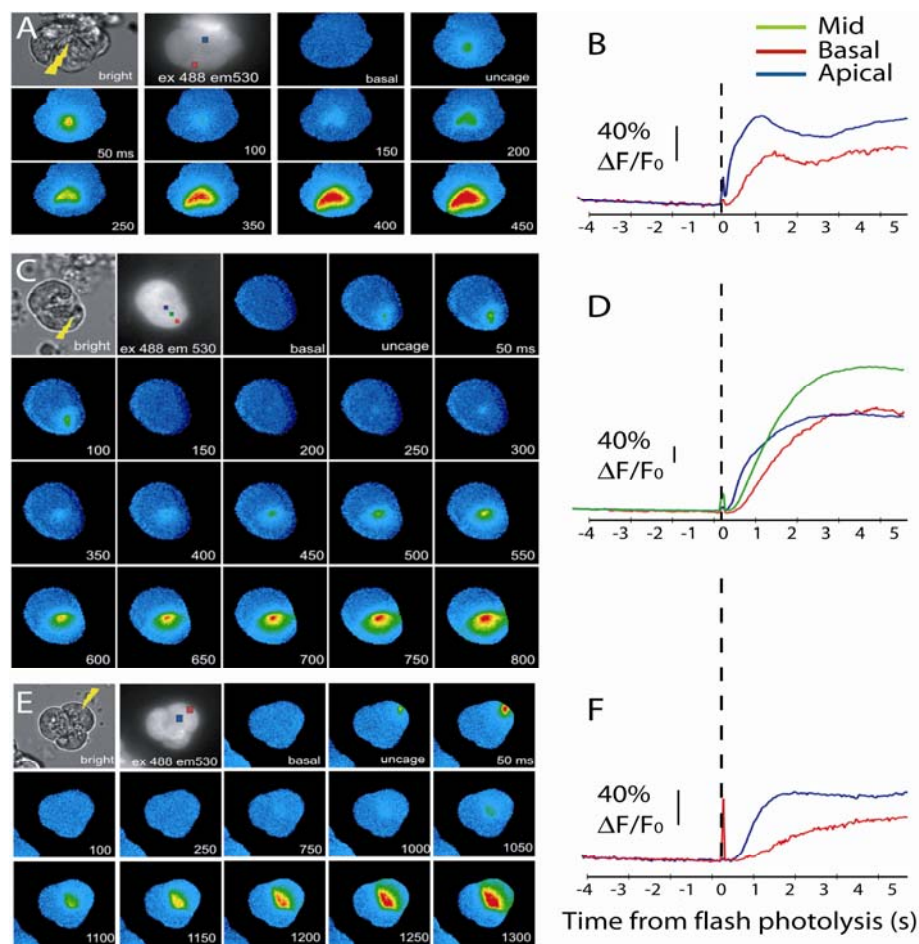 A
bright
ex 488 em530
basal
uncage
50 ms
100
150
200
250
350
400
450
B
Mid
Basal
Apical
40%
ΔF/F₀
-4 -3 -2 -1 0 1 2 3 4 5
C
bright
ex 488 em 530
basal
uncage
50 ms
100
150
200
250
300
350
400
450
500
550
600
650
700
750
800
D
40%
ΔF/F₀
-4 -3 -2 -1 0 1 2 3 4 5
E
bright
ex 488 em530
basal
uncage
50 ms
100
250
750
1000
1050
1100
1150
1200
1250
1300
F
40%
ΔF/F₀
-4 -3 -2 -1 0 1 2 3 4 5
Time from flash photolysis (s)